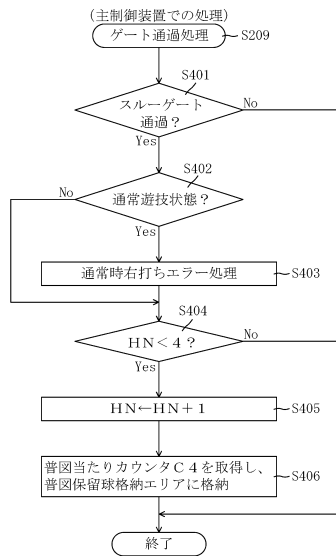 (主制御装置での処理)
ゲート通過処理
S209
S401
スルーゲート
通過？
No
Yes
S402
通常遊技状態？
No
Yes
通常時右打ちエラー処理
S403
S404
ＨＮ＜４？
No
Yes
ＨＮ←ＨＮ＋１
S405
普図当たりカウンタＣ４を取得し、
普図保留球格納エリアに格納
S406
終了